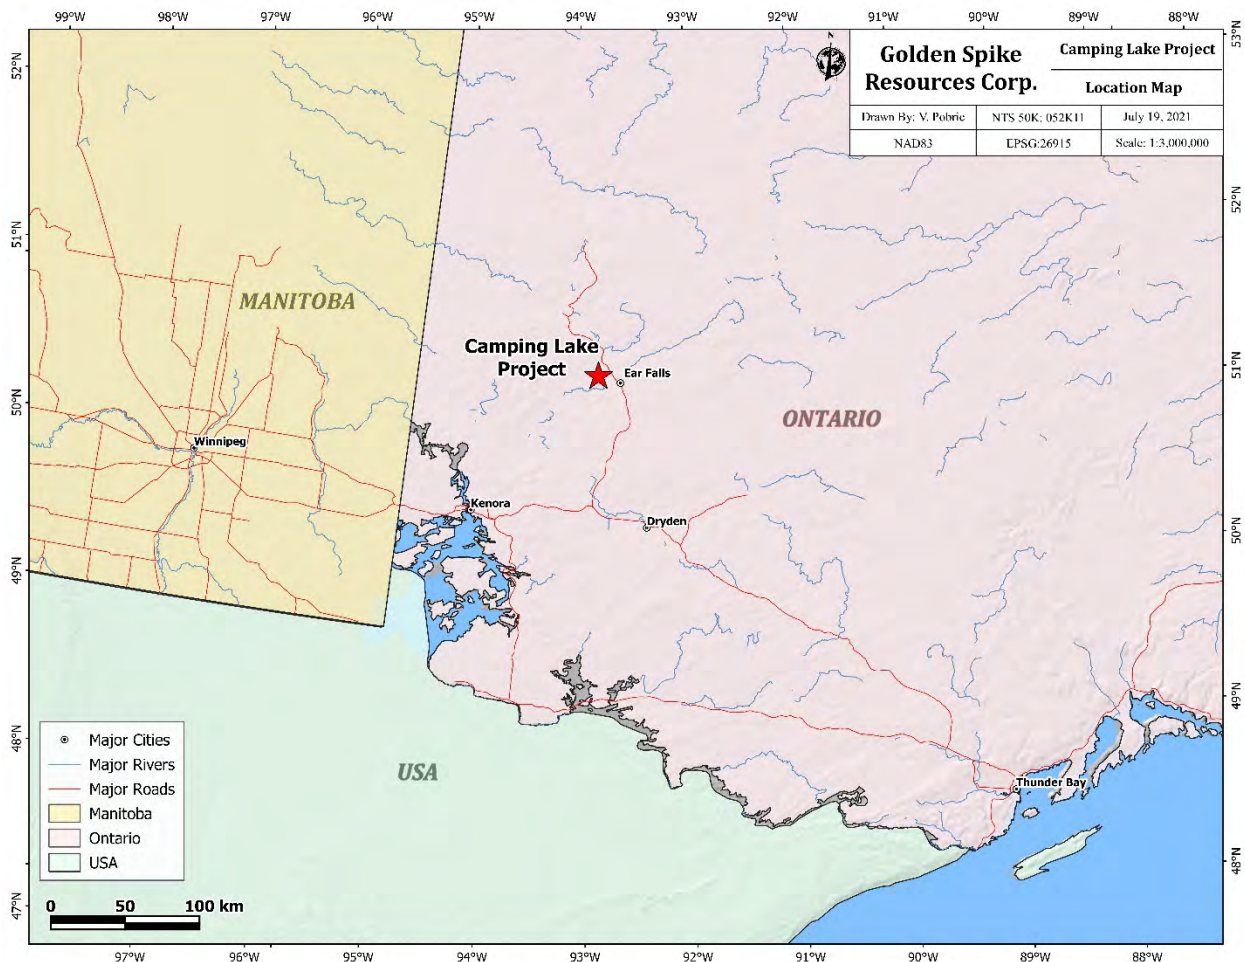 99°W 98°W 97°W 96°W 95°W 94°W 93°W 92°W 91°W 90°W 89°W 88°W
N
Golden Spike
Resources Corp.
Camping Lake Project
Location Map
Drawn By: V. Pobric
NTS 50K: 052K11
July 19, 2021
NAD83
EPSG:26915
Scale: 1:3,000,000
52°N
51°N
50°N
49°N
48°N
47°N
53°N
52°N
51°N
50°N
49°N
48°N
MANITOBA
Camping Lake
Project
Ear Falls
ONTARIO
Winnipeg
Kenora
Dryden
USA
Thunder Bay
Major Cities
Major Rivers
Major Roads
Manitoba
Ontario
USA
0 50 100 km
97°W 96°W 95°W 94°W 93°W 92°W 91°W 90°W 89°W 88°W